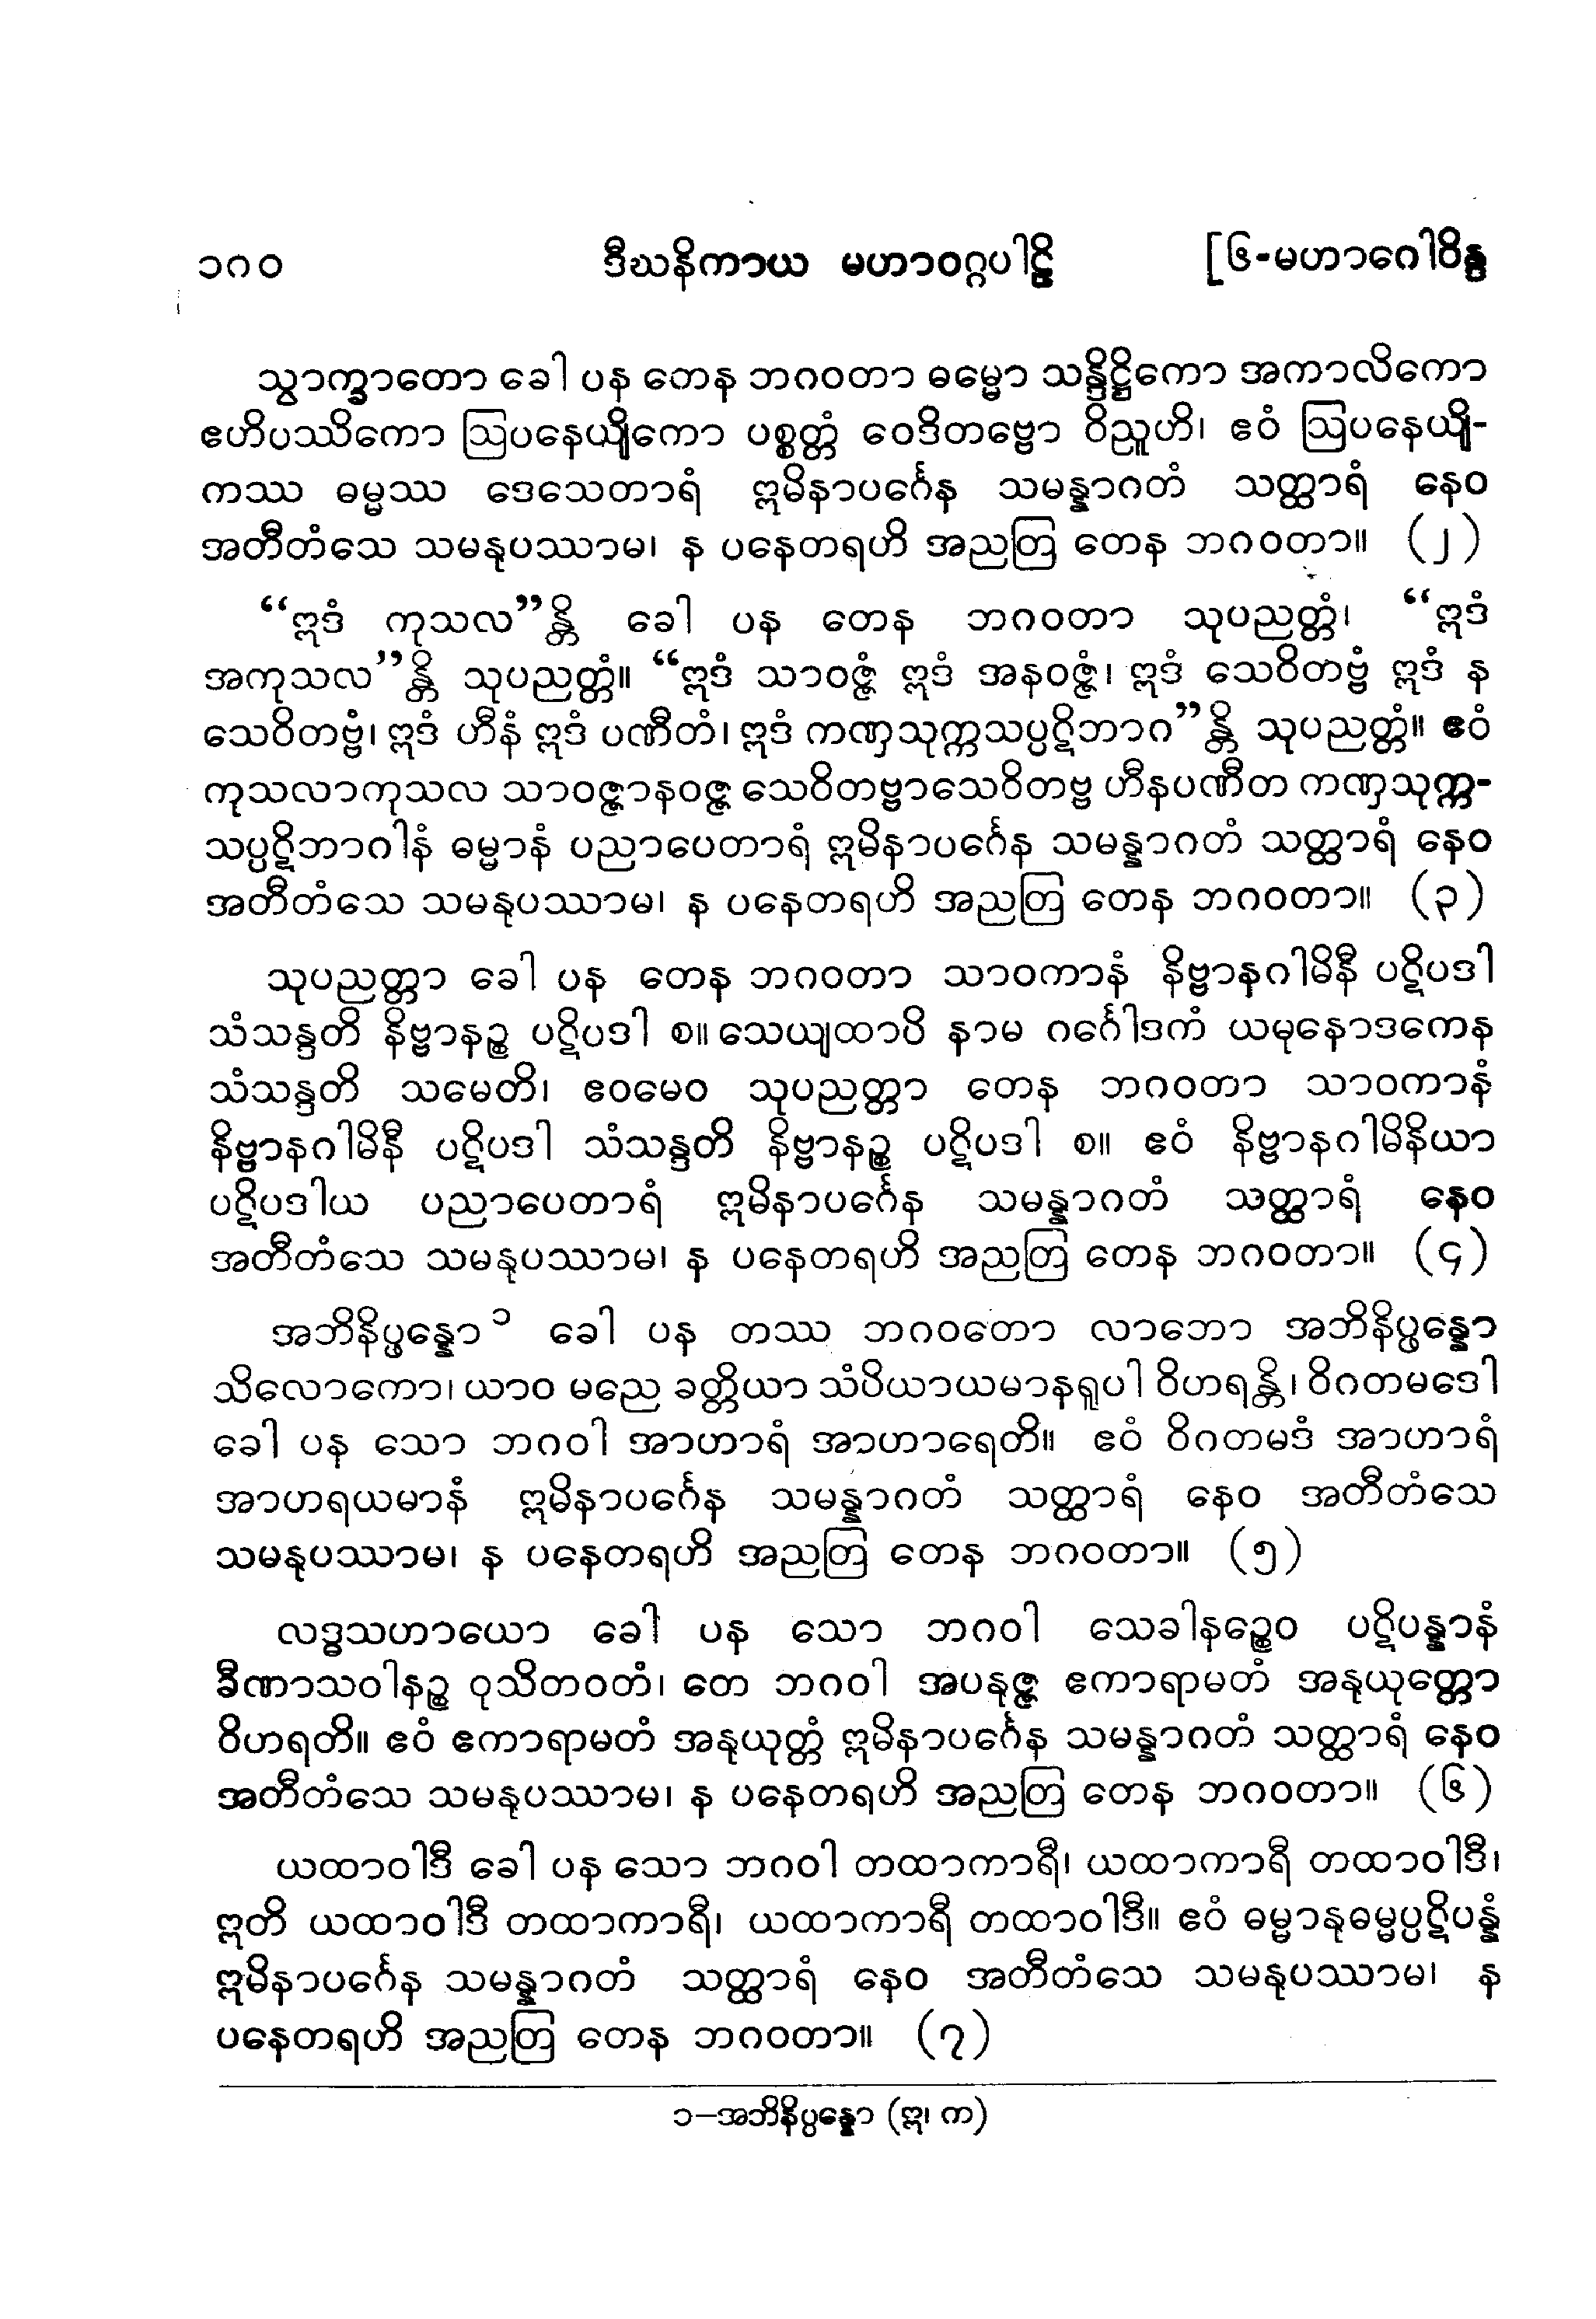 ၁၇၀ ဒီဃနိကာယ မဟာဝဂ္ဂပါဠိ [၆-မဟာဂေါဝိန္ဒ
သွာက္ခာတော ခေါ ပန တေန ဘဂဝတာ ဓမ္မော သန္ဒိဋ္ဌိကော အကာလိကော
ဧဟိပဿိကော ဩပနေယျိကော ပစ္စတ္တံ ဝေဒိတဗ္ဗော ဝိညူဟိ၊ ဧဝံ ဩပနေယျိ-
ကဿ ဓမ္မဿ ဒေသေတာရံ ဣမိနာပင်္ဂေန သမန္နာဂတံ သတ္ထာရံ နေဝ
အတီတံသေ သမနုပဿာမ၊ န ပနေတရဟိ အညတြ တေန ဘဂဝတာ။ (၂)
“ဣဒံ ကုသလ”န္တိ ခေါ ပန တေန ဘဂဝတာ သုပညတ္တံ၊ “ဣဒံ
အကုသလ”န္တိ သုပညတ္တံ။ “ဣဒံ သာဝဇ္ဇံ ဣဒံ အနဝဇ္ဇံ၊ ဣဒံ သေဝိတဗ္ဗံ ဣဒံ န
သေဝိတဗ္ဗံ၊ ဣဒံ ဟီနံ ဣဒံ ပဏီတံ၊ ဣဒံ ကဏှသုက္ကသပ္ပဋိဘာဂ”န္တိ သုပညတ္တံ။ ဧဝံ
ကုသလာကုသလ သာဝဇ္ဇာနဝဇ္ဇ သေဝိတဗ္ဗာသေဝိတဗ္ဗ ဟီနပဏီတ ကဏှသုက္က-
သပ္ပဋိဘာဂါနံ ဓမ္မာနံ ပညာပေတာရံ ဣမိနာပင်္ဂေန သမန္နာဂတံ သတ္ထာရံ နေဝ
အတီတံသေ သမနုပဿာမ၊ န ပနေတရဟိ အညတြ တေန ဘဂဝတာ။ (၃)
သုပညတ္တာ ခေါ ပန တေန ဘဂဝတာ သာဝကာနံ နိဗ္ဗာနဂါမိနီ ပဋိပဒါ
သံသန္ဒတိ နိဗ္ဗာနဉ္စ ပဋိပဒါ စ။ သေယျထာပိ နာမ ဂင်္ဂေါဒကံ ယမုနောဒကေန
သံသန္ဒတိ သမေတိ၊ ဧဝမေဝ သုပညတ္တာ တေန ဘဂဝတာ သာဝကာနံ
နိဗ္ဗာနဂါမိနီ ပဋိပဒါ သံသန္ဒတိ နိဗ္ဗာနဉ္စ ပဋိပဒါ စ။ ဧဝံ နိဗ္ဗာနဂါမိနိယာ
ပဋိပဒါယ ပညာပေတာရံ ဣမိနာပင်္ဂေန သမန္နာဂတံ သတ္ထာရံ နေဝ
အတီတံသေ သမနုပဿာမ၊ န ပနေတရဟိ အညတြ တေန ဘဂဝတာ။ (၄)
အဘိနိပ္ဖန္နော ၁ ခေါ ပန တဿ ဘဂဝတော လာဘော အဘိနိပ္ဖန္နော
သိလောကော၊ ယာဝ မညေ ခတ္တိယာ သံပိယာယမာနရူပါ ဝိဟရန္တိ၊ ဝိဂတမဒေါ
ခေါ ပန သော ဘဂဝါ အာဟာရံ အာဟာရေတိ။ ဧဝံ ဝိဂတမဒံ အာဟာရံ
အာဟရယမာနံ ဣမိနာပင်္ဂေန သမန္နာဂတံ သတ္ထာရံ နေဝ အတီတံသေ
သမနုပဿာမ၊ န ပနေတရဟိ အညတြ တေန ဘဂဝတာ။ (၅)
လဒ္ဓသဟာယော ခေါ ပန သော ဘဂဝါ သေခါနဉ္စေဝ ပဋိပန္နာနံ
ခီဏာသဝါနဉ္စ ဝုသိတဝတံ၊ တေ ဘဂဝါ အပနုဇ္ဇ ဧကာရာမတံ အနုယုတ္တော
ဝိဟရတိ။ ဧဝံ ဧကာရာမတံ အနုယုတ္တံ ဣမိနာပင်္ဂေန သမန္နာဂတံ သတ္ထာရံ နေဝ
အတီတံသေ သမနုပဿာမ၊ န ပနေတရဟိ အညတြ တေန ဘဂဝတာ။ (၆)
ယထာဝါဒီ ခေါ ပန သော ဘဂဝါ တထာကာရီ၊ ယထာကာရီ တထာဝါဒီ၊
ဣတိ ယထာဝါဒီ တထာကာရီ၊ ယထာကာရီ တထာဝါဒီ။ ဧဝံ ဓမ္မာနုဓမ္မပ္ပဋိပန္နံ
ဣမိနာပင်္ဂေန သမန္နာဂတံ သတ္ထာရံ နေဝ အတီတံသေ သမနုပဿာမ၊ န
ပနေတရဟိ အညတြ တေန ဘဂဝတာ။ (၇)
၁–အဘိနိပ္ပန္နော (ဣ၊ က)